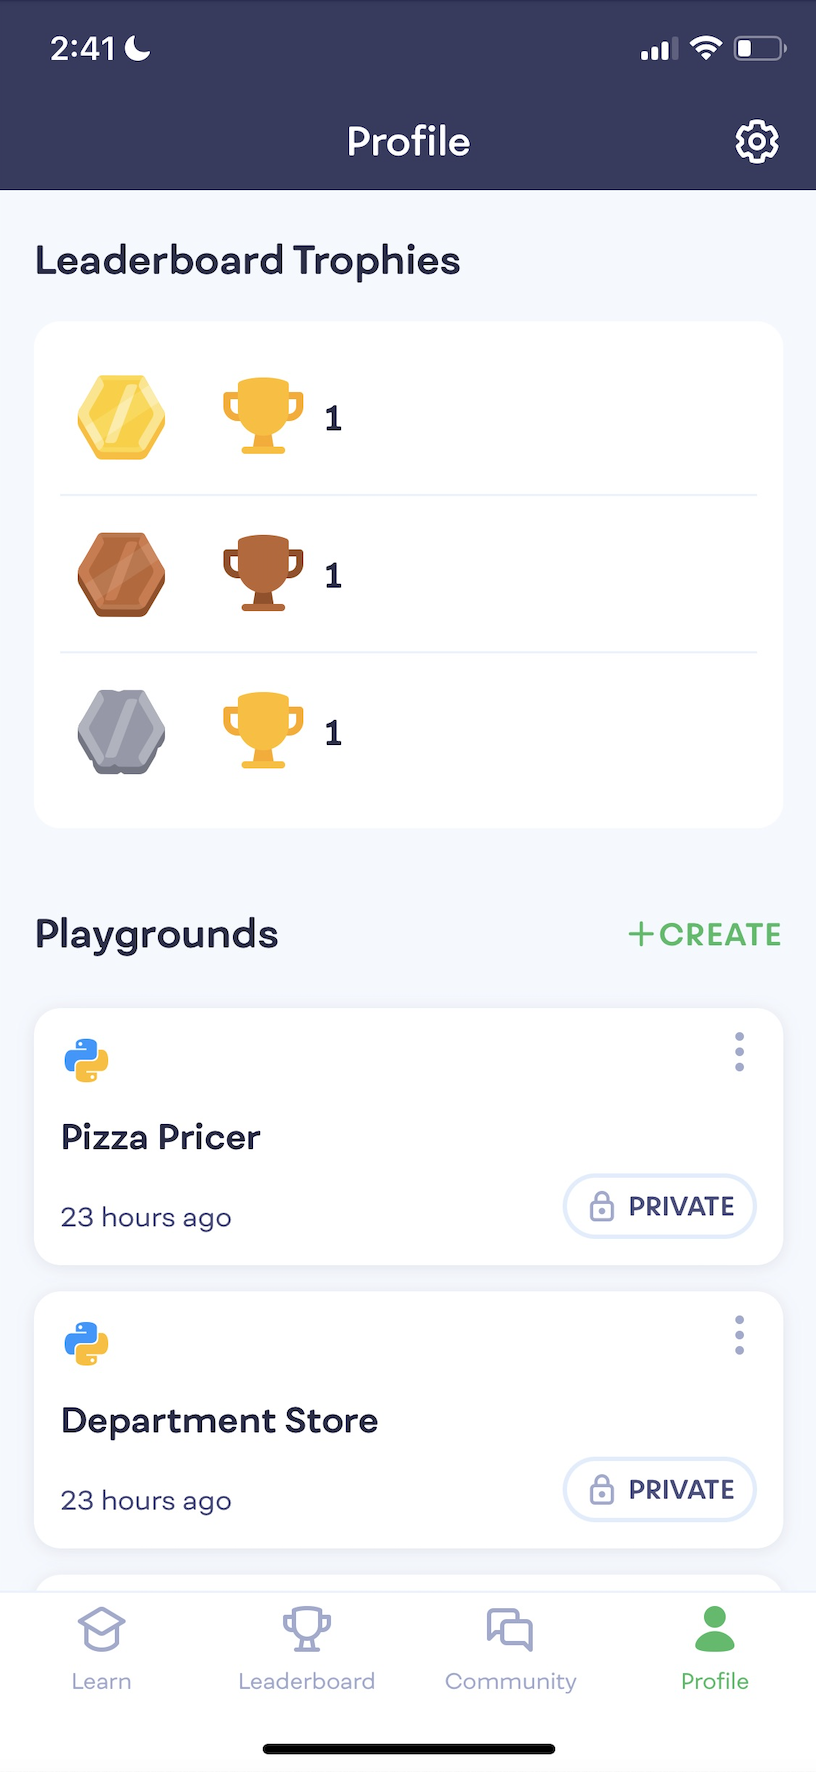 2:41
Profile
Leaderboard Trophies
1
1
1
Playgrounds
+CREATE
Pizza Pricer
23 hours ago
PRIVATE
Department Store
23 hours ago
PRIVATE
Learn
Leaderboard
Community
Profile